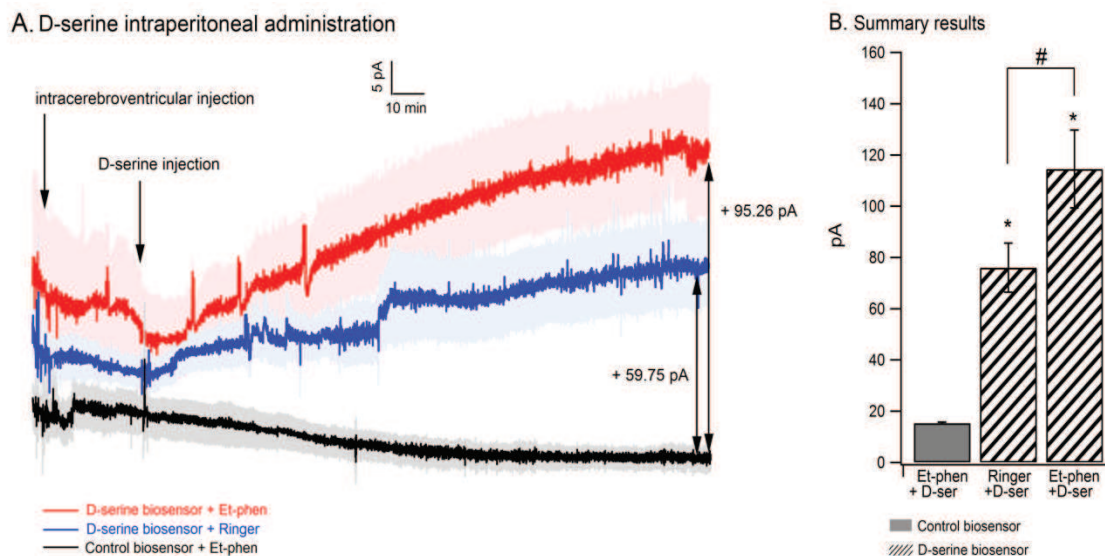 A. D-serine intraperitoneal administration
intracerebroventricular injection
D-serine injection
5 pA
10 min
+ 95.26 pA
+ 59.75 pA
D-serine biosensor + Et-phen
D-serine biosensor + Ringer
Control biosensor + Et-phen
B. Summary results
160
140
120
100
80
60
40
20
0
pA
#
*
*
Et-phen
+ D-ser
Ringer
+D-ser
Et-phen
+D-ser
Control biosensor
D-serine biosensor